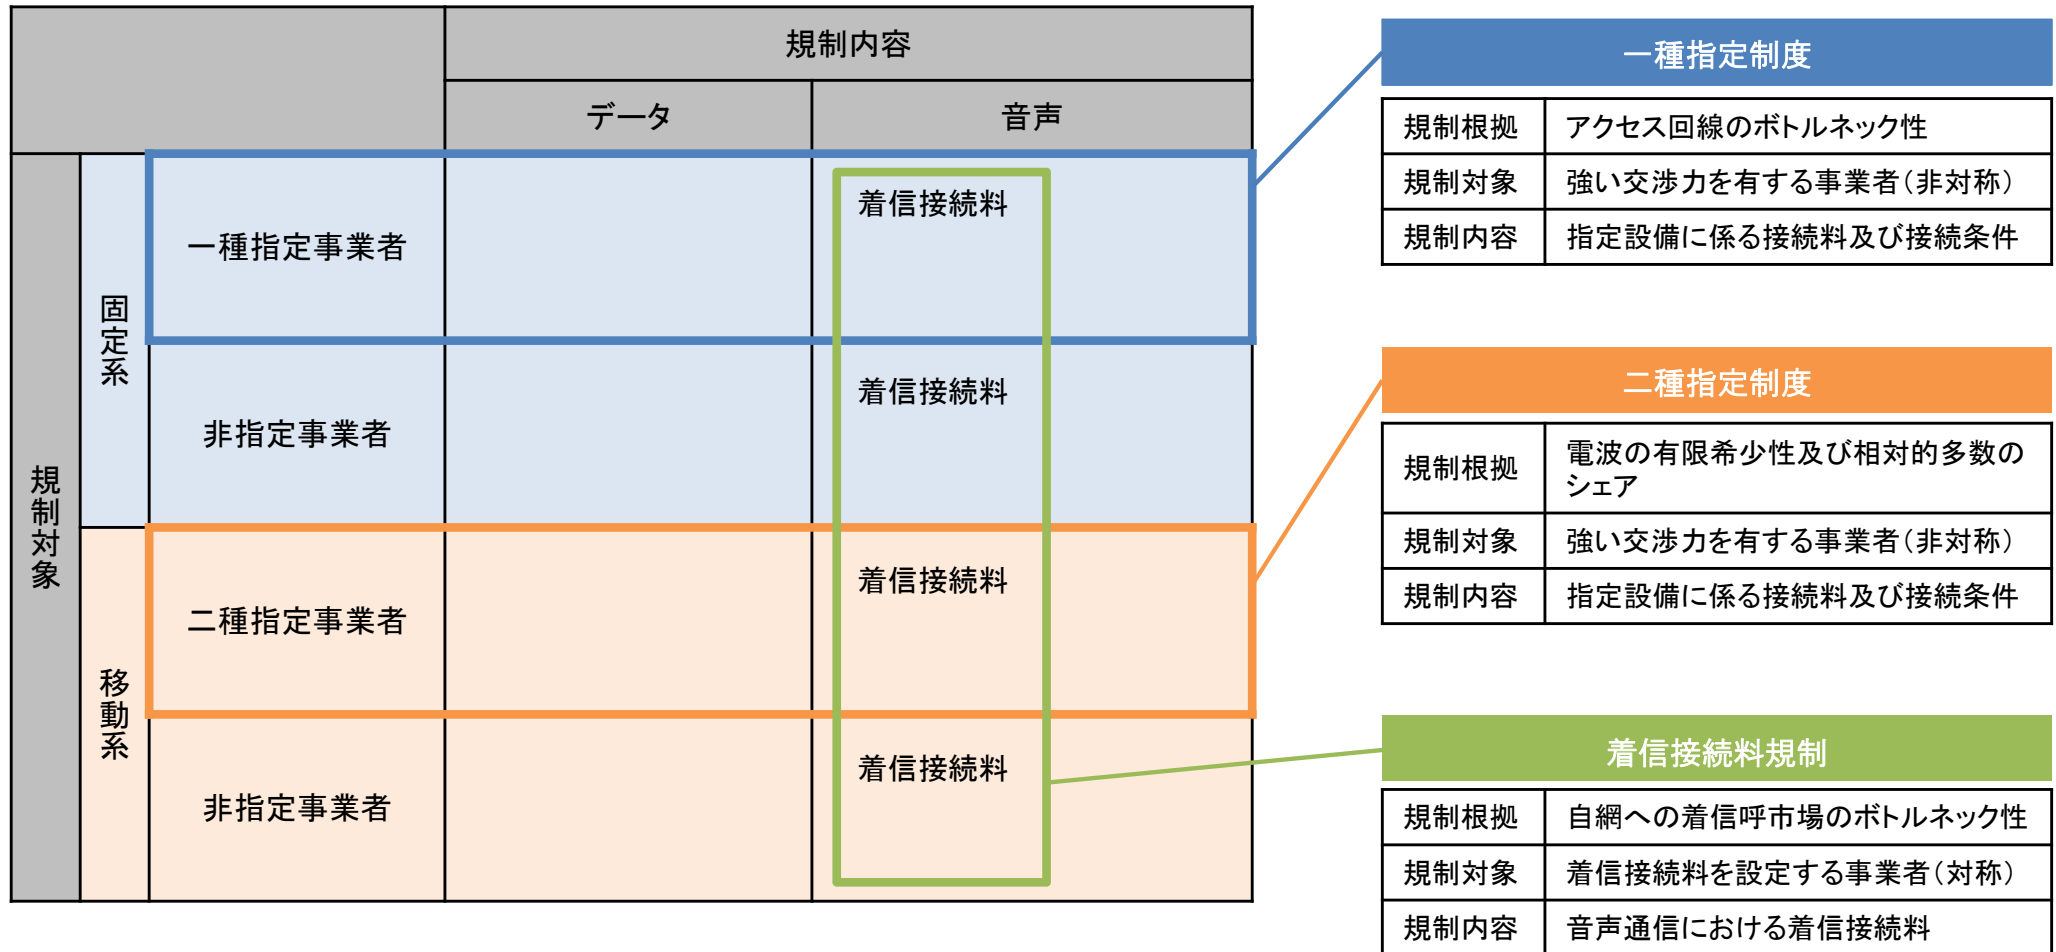 規制内容
データ
音声
規制対象
固定系
一種指定事業者
着信接続料
非指定事業者
着信接続料
移動系
二種指定事業者
着信接続料
非指定事業者
着信接続料
一種指定制度
規制根拠
アクセス回線のボトルネック性
規制対象
強い交渉力を有する事業者（非対称）
規制内容
指定設備に係る接続料及び接続条件
二種指定制度
規制根拠
電波の有限希少性及び相対的多数の
シェア
規制対象
強い交渉力を有する事業者（非対称）
規制内容
指定設備に係る接続料及び接続条件
着信接続料規制
規制根拠
自網への着信呼市場のボトルネック性
規制対象
着信接続料を設定する事業者（対称）
規制内容
音声通信における着信接続料